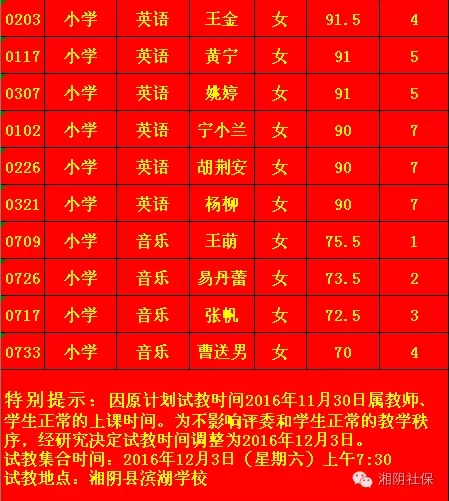 0203 小学 英语 王金 女 91.5 4
0117 小学 英语 黄宁 女 91 5
0307 小学 英语 姚婷 女 91 5
0102 小学 英语 宁小兰 女 90 7
0226 小学 英语 胡荆安 女 90 7
0321 小学 英语 杨柳 女 90 7
0709 小学 音乐 王萌 女 75.5 1
0726 小学 音乐 易丹蕾 女 73.5 2
0717 小学 音乐 张帆 女 72.5 3
0733 小学 音乐 曹送男 女 70 4
特别提示：因原计划试教时间2016年11月30日属教师、
学生正常的上课时间。为不影响评委和学生正常的教学秩
序，经研究决定试教时间调整为2016年12月3日。
试教集合时间：2016年12月3日（星期六）上午7:30
试教地点：湘阴县滨湖学校
湘阴社保